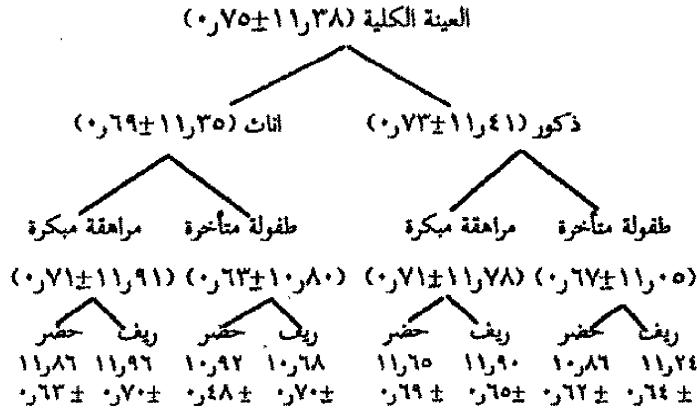 العينة الكلية (١١٫٣٨±٠٫٧٥)
ذكور (١١٫٤١±٠٫٧٣) اناث (١١٫٣٥±٠٫٦٩)
طفولة متأخرة مراهقة مبكرة طفولة متأخرة مراهقة مبكرة
(١١٫٠٥±٠٫٦٧) (١١٫٧٨±٠٫٧١) (١٠٫٨٠±٠٫٦٣) (١١٫٩١±٠٫٧١)
ريف حضر ريف حضر ريف حضر ريف حضر
١١٫٢٤ ١٠٫٨٦ ١١٫٩٠ ١١٫٦٥ ١٠٫٦٨ ١٠٫٩٢ ١١٫٩٦ ١١٫٨٦
±٠٫٦٤ ±٠٫٦٢ ±٠٫٦٥ ±٠٫٦٩ ±٠٫٧٠ ±٠٫٤٨ ±٠٫٧٠ ±٠٫٦٣